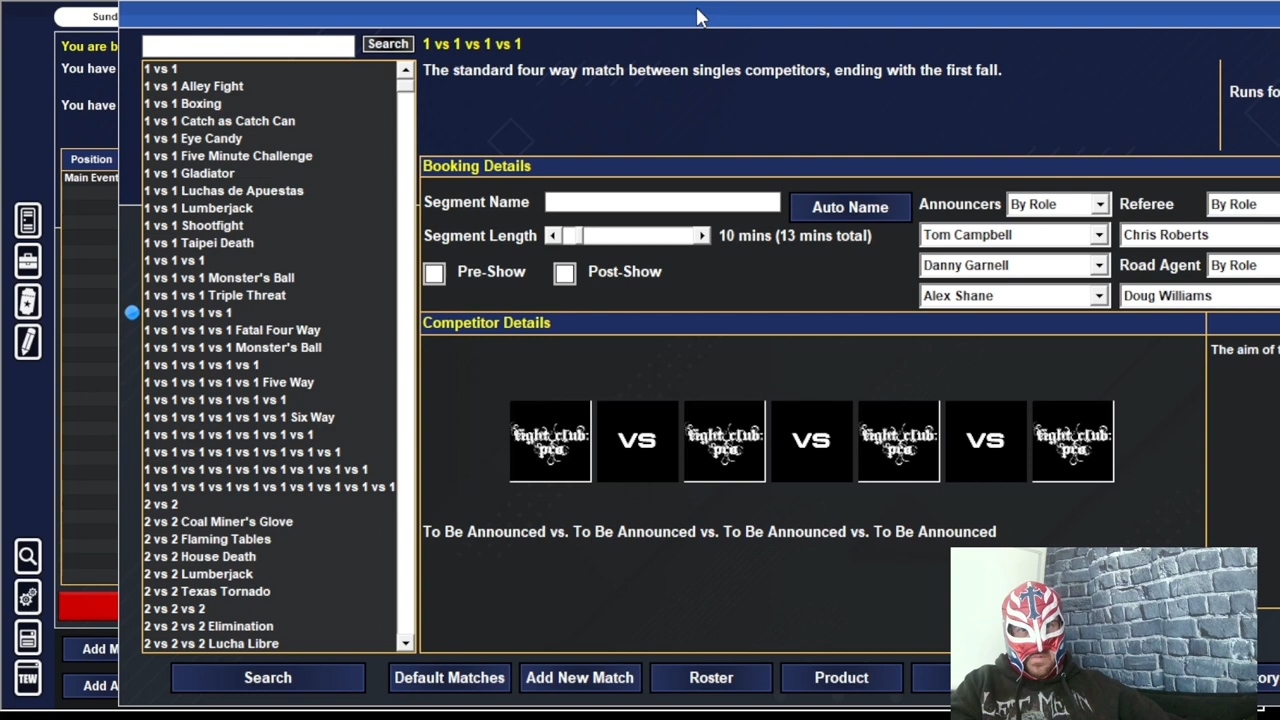 Sund
You are b
You have
You have
Position
Main Event
Add M
Add A
TEW
Search
1 vs 1
1 vs 1 Alley Fight
1 vs 1 Boxing
1 vs 1 Catch as Catch Can
1 vs 1 Eye Candy
1 vs 1 Five Minute Challenge
1 vs 1 Gladiator
1 vs 1 Luchas de Apuestas
1 vs 1 Lumberjack
1 vs 1 Shootfight
1 vs 1 Taipei Death
1 vs 1 vs 1
1 vs 1 vs 1 Monster's Ball
1 vs 1 vs 1 Triple Threat
1 vs 1 vs 1 vs 1
1 vs 1 vs 1 vs 1 Fatal Four Way
1 vs 1 vs 1 vs 1 Monster's Ball
1 vs 1 vs 1 vs 1 vs 1
1 vs 1 vs 1 vs 1 vs 1 Five Way
1 vs 1 vs 1 vs 1 vs 1 vs 1
1 vs 1 vs 1 vs 1 vs 1 vs 1 Six Way
1 vs 1 vs 1 vs 1 vs 1 vs 1 vs 1
1 vs 1 vs 1 vs 1 vs 1 vs 1 vs 1 vs 1
1 vs 1 vs 1 vs 1 vs 1 vs 1 vs 1 vs 1 vs 1
1 vs 1 vs 1 vs 1 vs 1 vs 1 vs 1 vs 1 vs 1 vs 1
2 vs 2
2 vs 2 Coal Miner's Glove
2 vs 2 Flaming Tables
2 vs 2 House Death
2 vs 2 Lumberjack
2 vs 2 Texas Tornado
2 vs 2 vs 2
2 vs 2 vs 2 Elimination
2 vs 2 vs 2 Lucha Libre
1 vs 1 vs 1 vs 1
The standard four way match between singles competitors, ending with the first fall.
Runs fo
Booking Details
Segment Name
Auto Name
Announcers By Role Referee By Role
Segment Length 10 mins (13 mins total)
Tom Campbell Chris Roberts
Pre-Show Post-Show
Danny Garnell Road Agent By Role
Alex Shane Doug Williams
Competitor Details
The aim of t
fight club: pro VS fight club: pro VS fight club: pro VS fight club: pro
To Be Announced vs. To Be Announced vs. To Be Announced vs. To Be Announced
Search Default Matches Add New Match Roster Product
ory